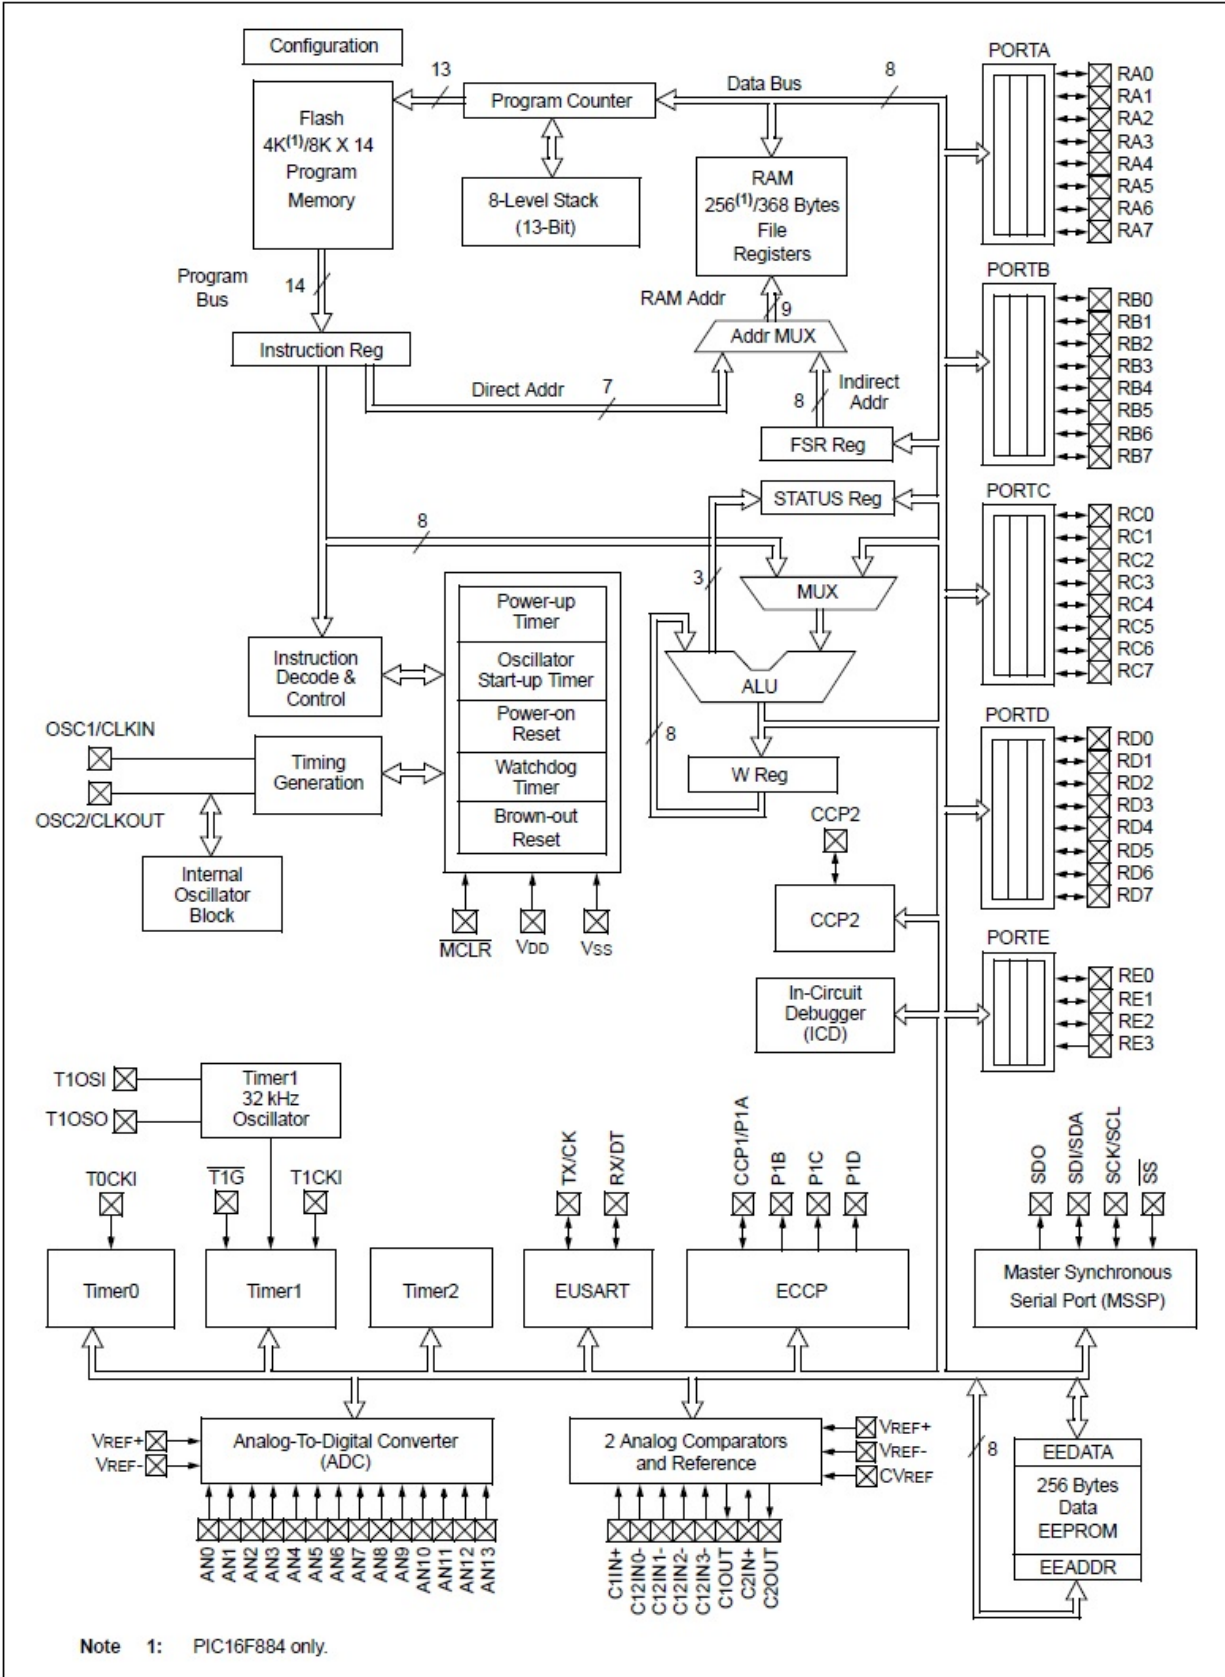 Configuration
Flash
4K(1)/8K X 14
Program
Memory
13
Program Counter
Data Bus
8
8-Level Stack
(13-Bit)
RAM
256(1)/368 Bytes
File
Registers
Program
Bus
14
RAM Addr
9
Addr MUX
Instruction Reg
Direct Addr
7
8
Indirect
Addr
FSR Reg
STATUS Reg
8
3
MUX
ALU
8
W Reg
Instruction
Decode &
Control
Power-up
Timer
Oscillator
Start-up Timer
Power-on
Reset
Watchdog
Timer
Brown-out
Reset
OSC1/CLKIN
OSC2/CLKOUT
Timing
Generation
Internal
Oscillator
Block
MCLR
VDD
VSS
CCP2
CCP2
In-Circuit
Debugger
(ICD)
PORTA
RA0
RA1
RA2
RA3
RA4
RA5
RA6
RA7
PORTB
RB0
RB1
RB2
RB3
RB4
RB5
RB6
RB7
PORTC
RC0
RC1
RC2
RC3
RC4
RC5
RC6
RC7
PORTD
RD0
RD1
RD2
RD3
RD4
RD5
RD6
RD7
PORTE
RE0
RE1
RE2
RE3
T1OSI
T1OSO
Timer1
32 kHz
Oscillator
T0CKI
T1G
T1CKI
TX/CK
RX/DT
CCP1/P1A
P1B
P1C
P1D
SDO
SDI/SDA
SCK/SCL
SS
Timer0
Timer1
Timer2
EUSART
ECCP
Master Synchronous
Serial Port (MSSP)
VREF+
VREF-
Analog-To-Digital Converter
(ADC)
AN0
AN1
AN2
AN3
AN4
AN5
AN6
AN7
AN8
AN9
AN10
AN11
AN12
AN13
2 Analog Comparators
and Reference
VREF+
VREF-
CVREF
C1IN+
C12IN0-
C12IN1-
C12IN2-
C12IN3-
C1OUT
C2IN+
C2OUT
8
EEDATA
256 Bytes
Data
EEPROM
EEADDR
Note 1: PIC16F884 only.